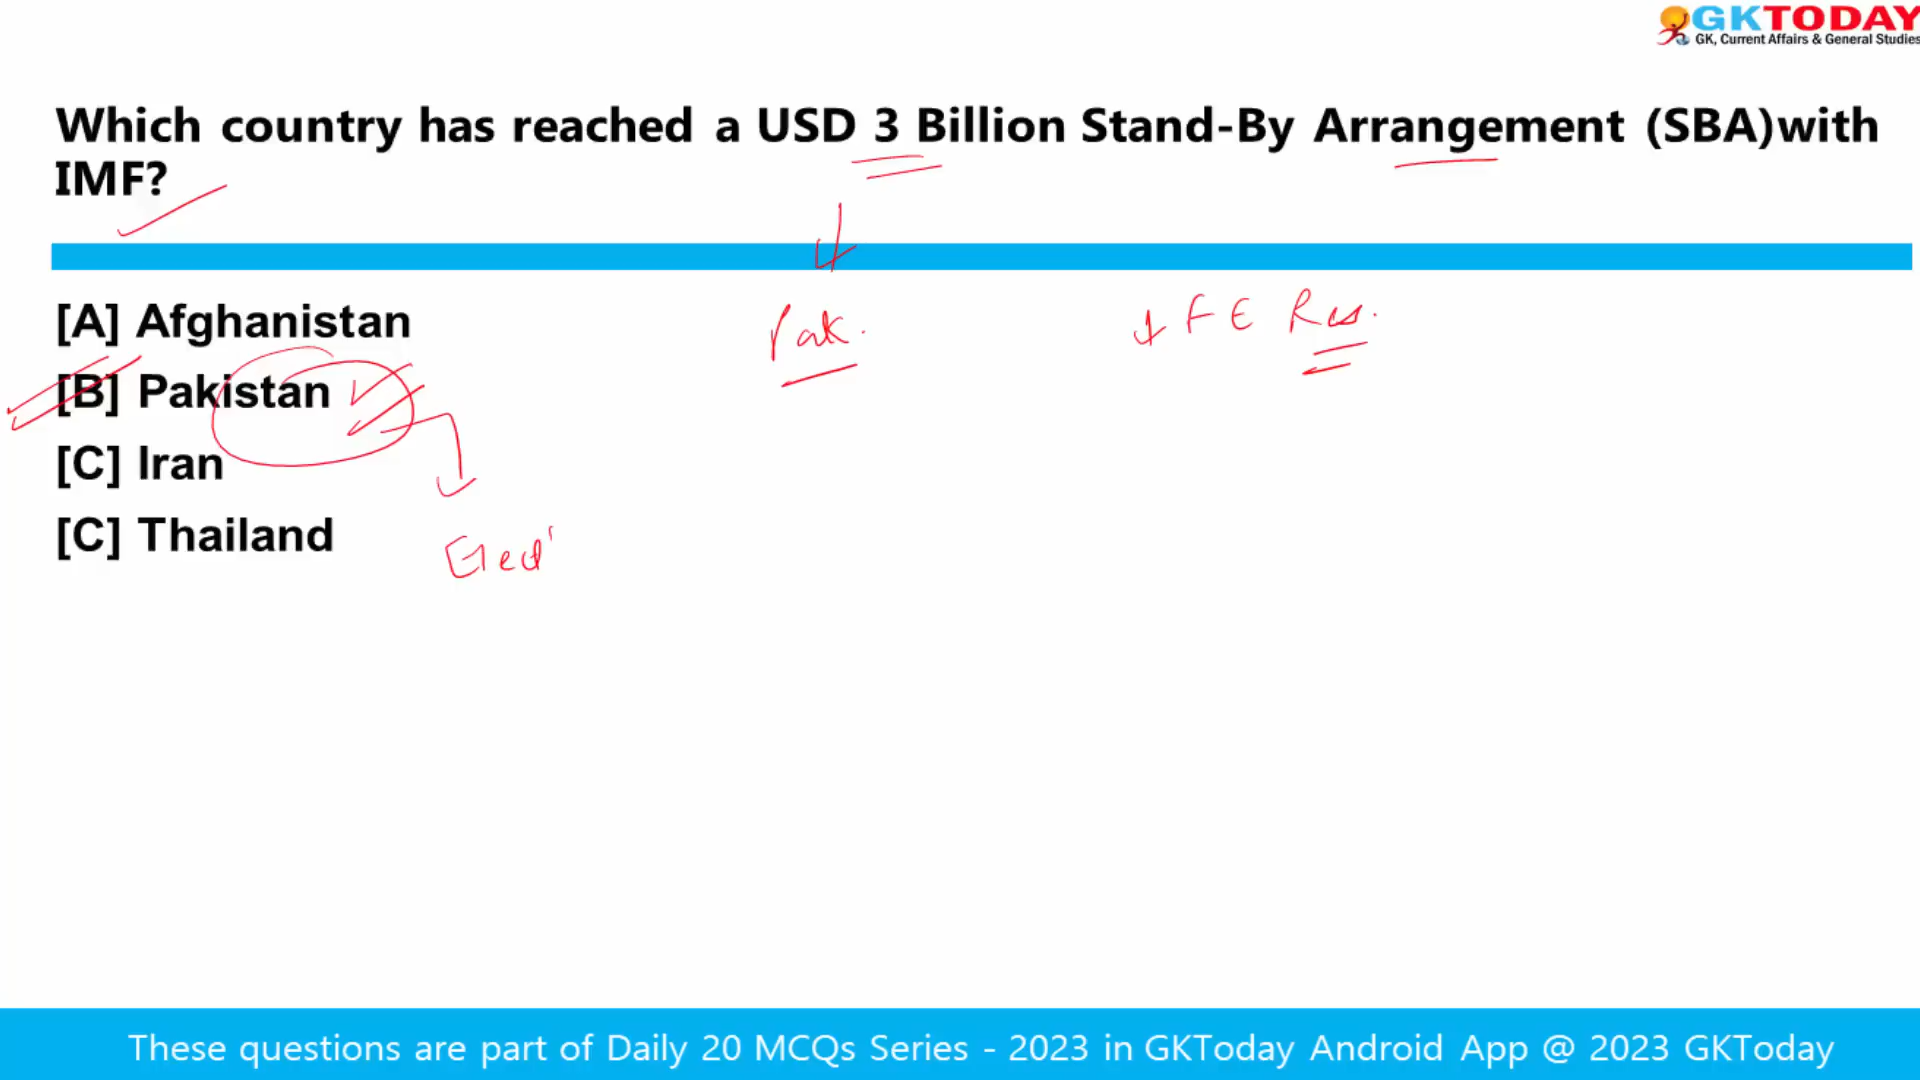 GKTODAY
GK, Current Affairs & General Studies
Which country has reached a USD 3 Billion Stand-By Arrangement (SBA)with
IMF?
[A] Afghanistan
Pak.
↓ F E Res.
[B] Pakistan
[C] Iran
[C] Thailand
Elect'
These questions are part of Daily 20 MCQs Series - 2023 in GKToday Android App @ 2023 GKToday